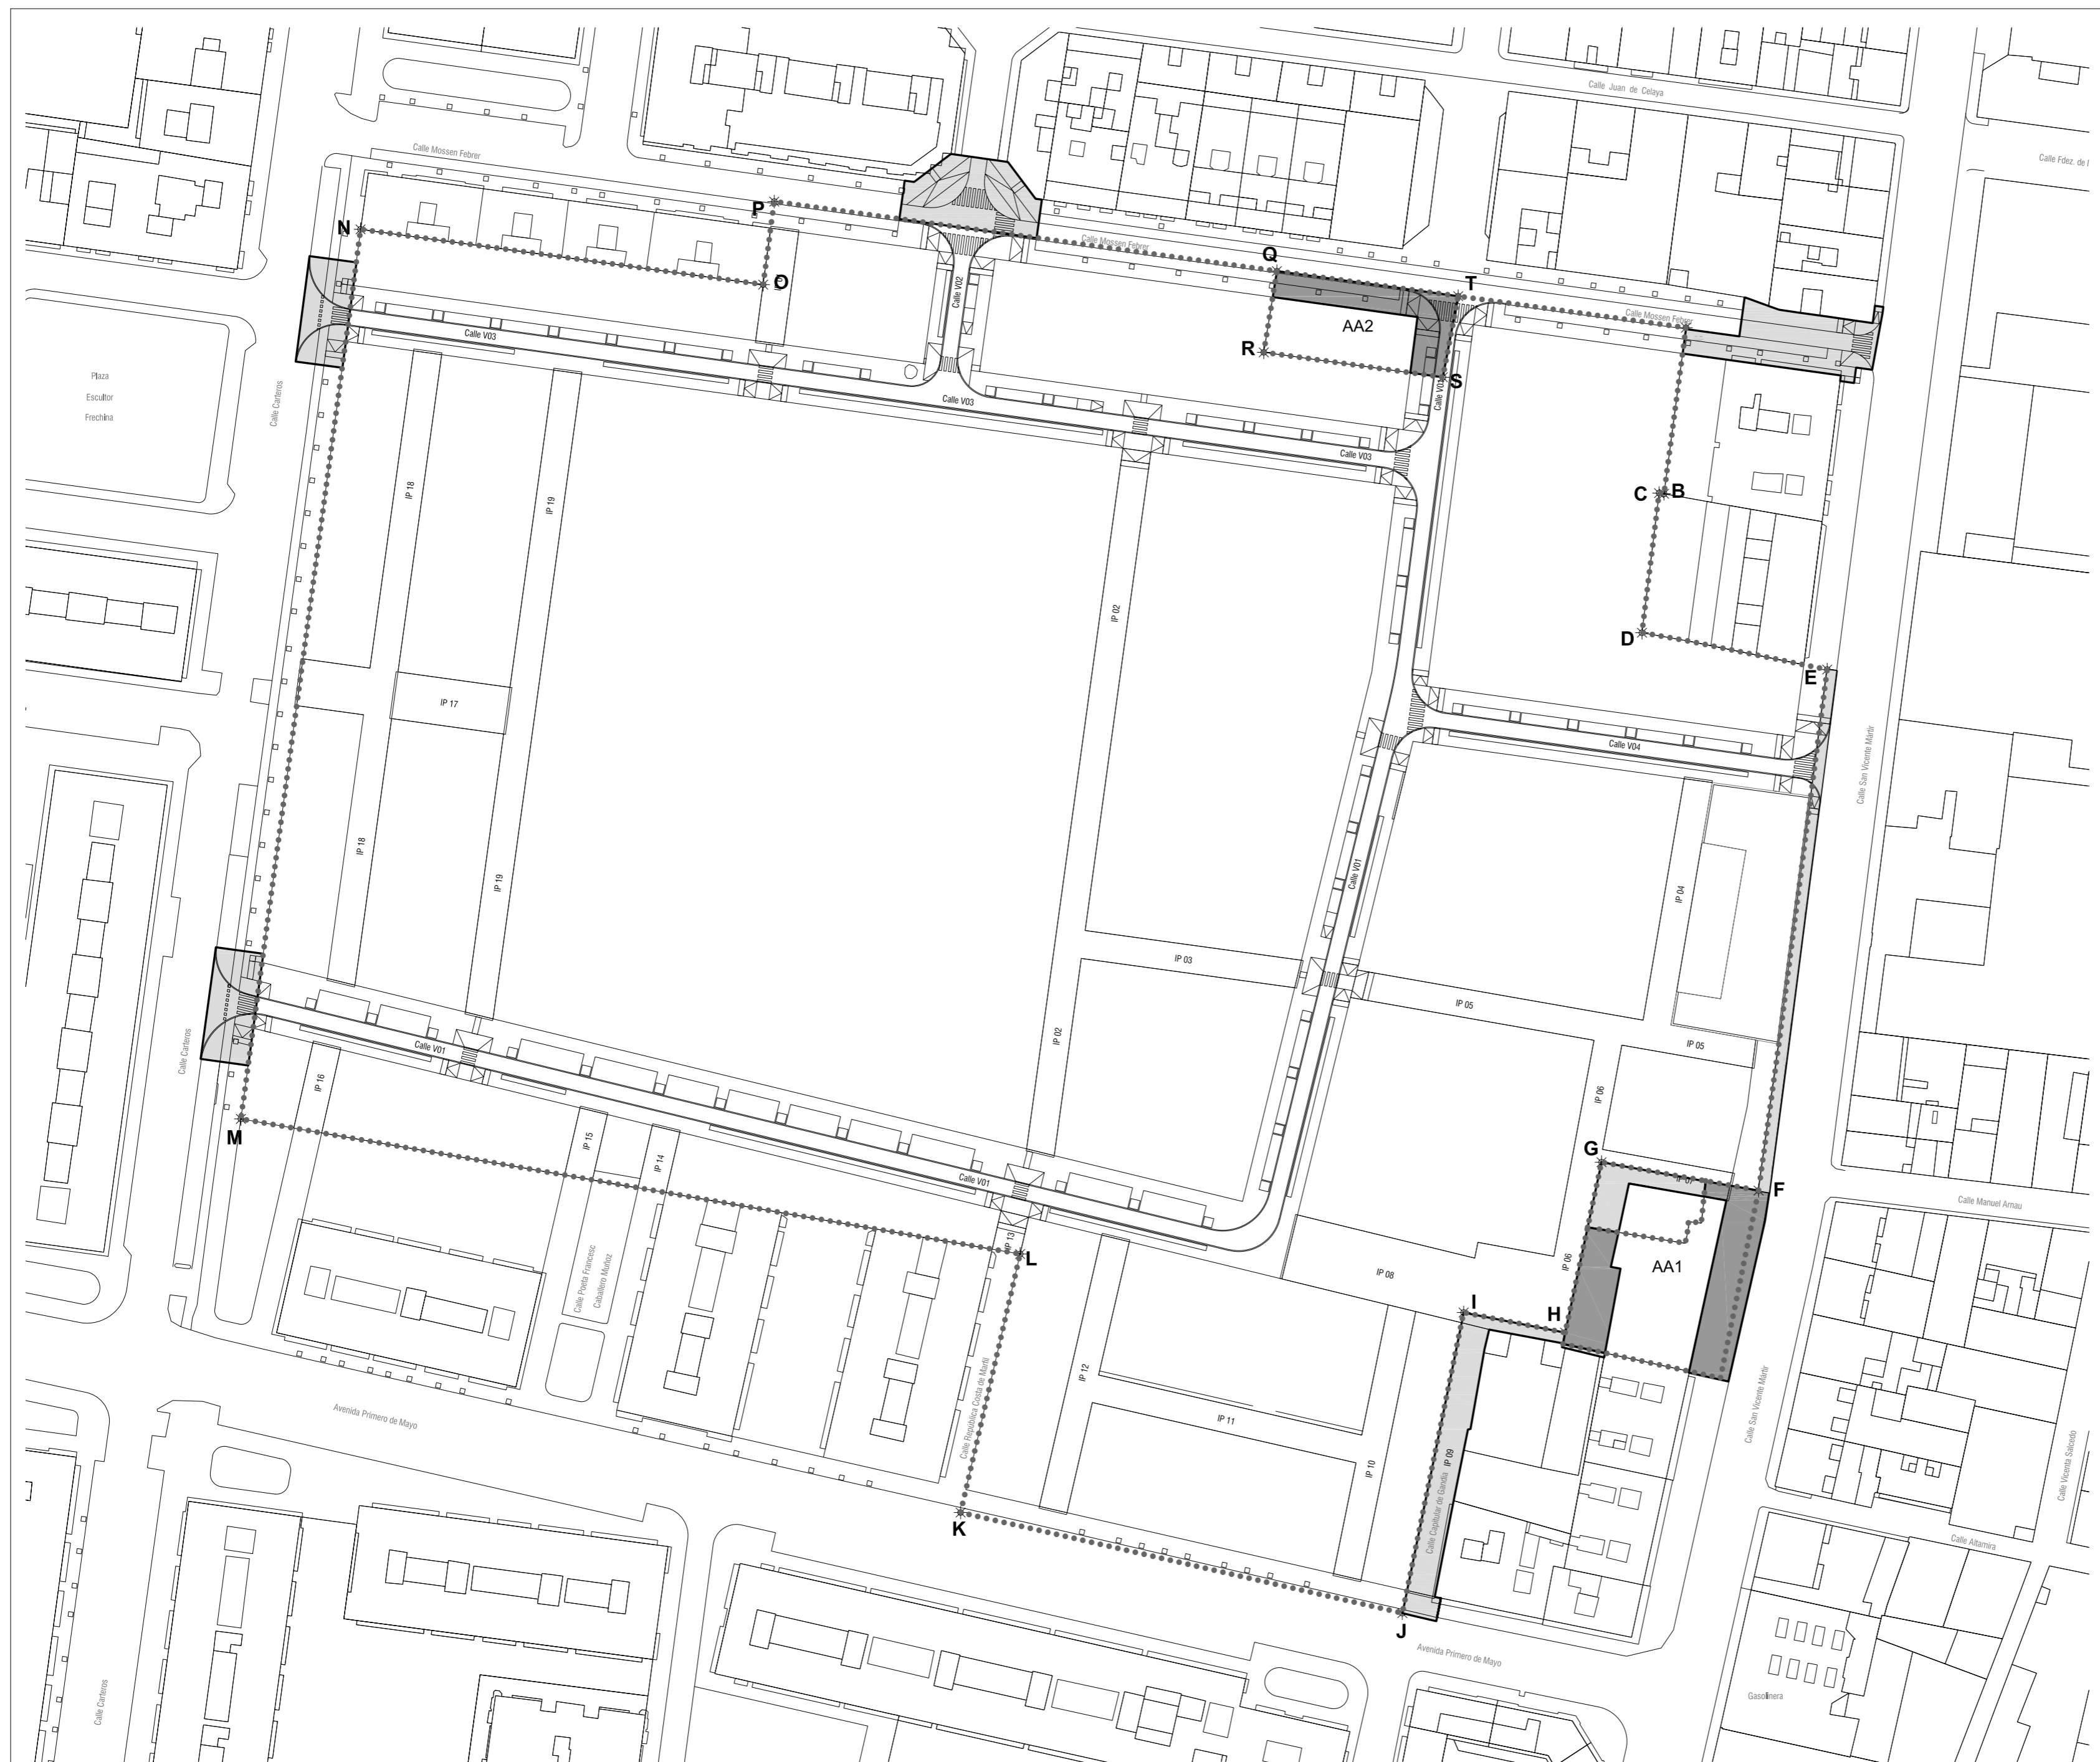 Calle Juan de Celaya
Calle Fdez. de l
Calle Mossen Febrer
P
N
Calle Mossen Febrer
Q
T
O
Calle V02
AA2
Calle Mossen Febrer
Calle V03
R
S
Plaza
Escultor
Frechina
Calle Carteros
Calle V03
Calle V01
Calle V03
IP 18
IP 19
C
B
IP 02
D
E
IP 17
Calle V04
Calle San Vicente Mártir
IP 18
IP 19
Calle V01
IP 04
IP 03
IP 05
Calle Carteros
Calle V01
IP 02
IP 05
IP 16
IP 06
M
IP 15
IP 14
G
IP 07
F
Calle Manuel Arnau
Calle V01
IP 13
L
IP 06
AA1
Calle Poeta Francesc
Caballero Muñoz
IP 08
I
H
IP 12
Calle República Costa de Marfil
Avenida Primero de Mayo
IP 11
IP 10
IP 09
Calle Capitular de Gandia
Calle San Vicente Mártir
Calle Vicenta Salcedo
K
Calle Altamira
J
Avenida Primero de Mayo
Calle Carteros
Gasolinera